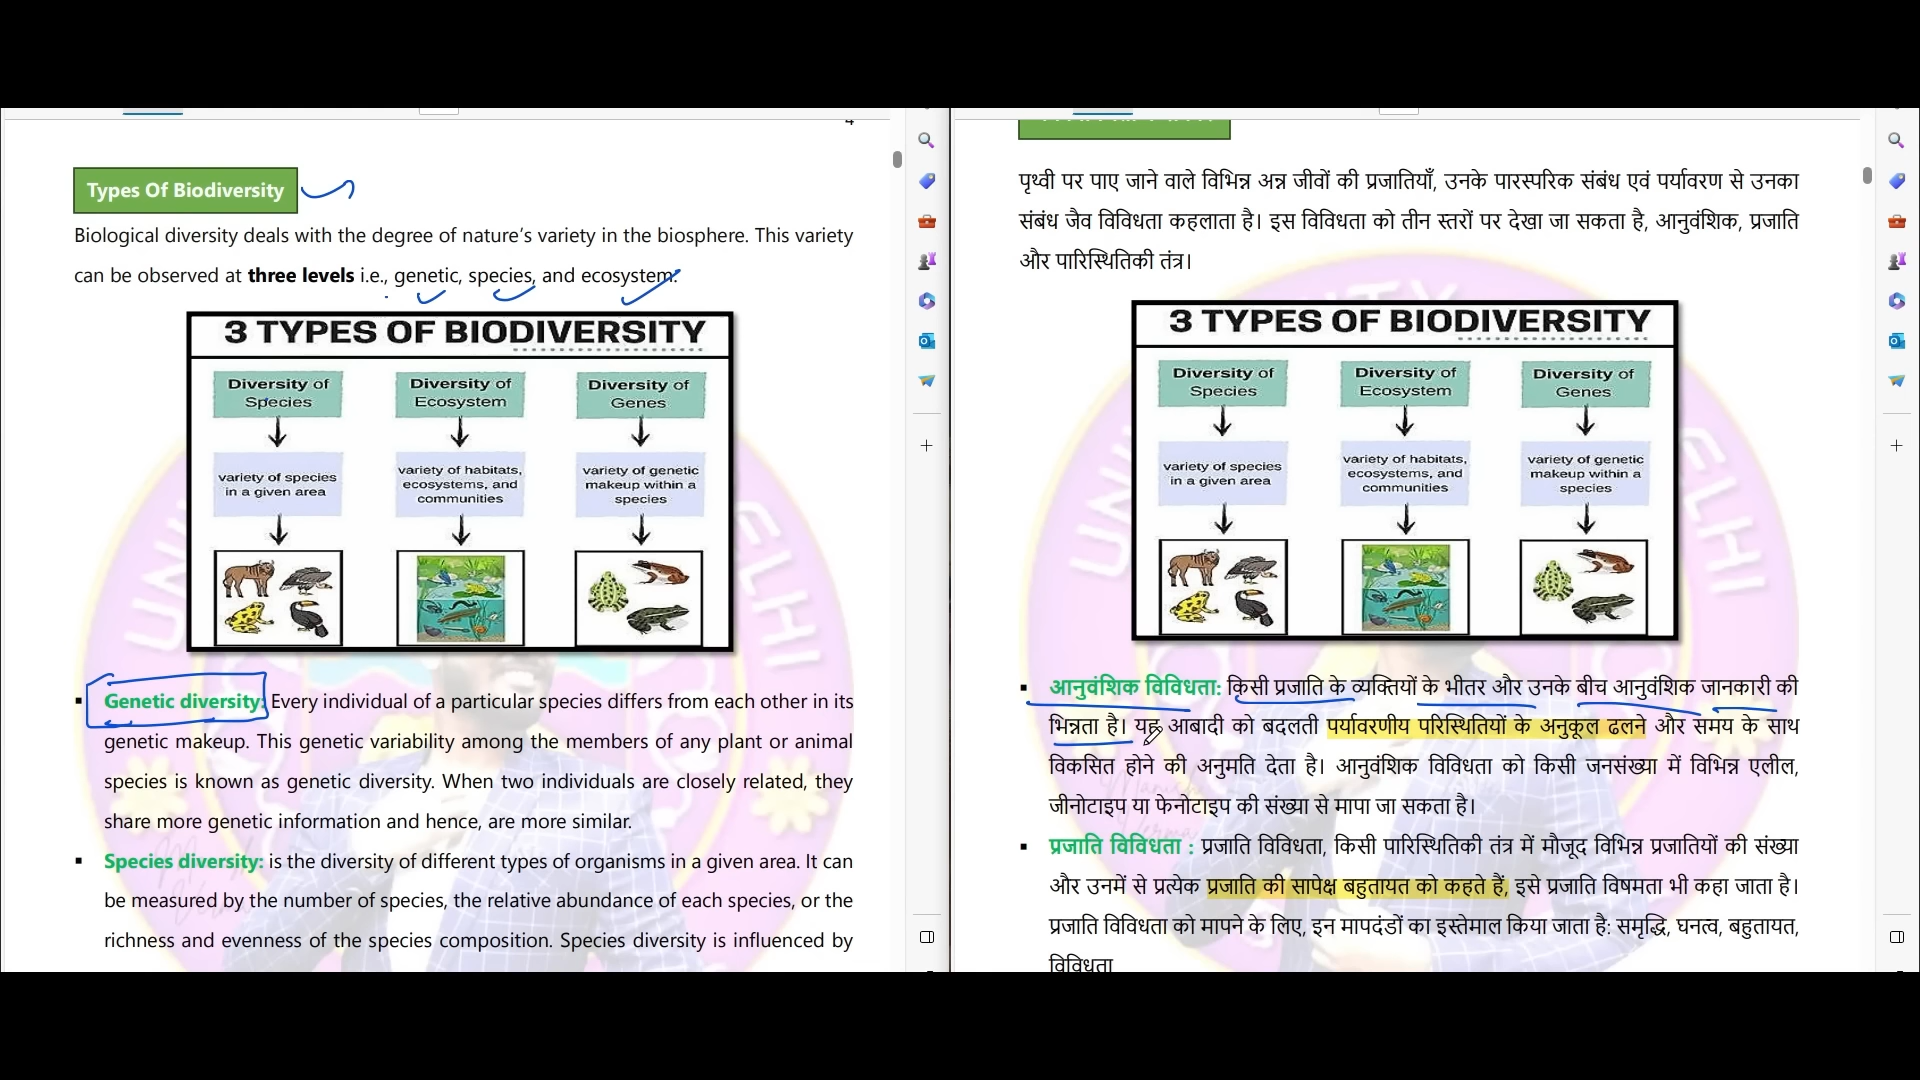 4
Types Of Biodiversity
Biological diversity deals with the degree of nature’s variety in the biosphere. This variety
can be observed at three levels i.e., genetic, species, and ecosystem.
3 TYPES OF BIODIVERSITY
Diversity of Species
Diversity of Ecosystem
Diversity of Genes
variety of species in a given area
variety of habitats, ecosystems, and communities
variety of genetic makeup within a species
Genetic diversity: Every individual of a particular species differs from each other in its
genetic makeup. This genetic variability among the members of any plant or animal
species is known as genetic diversity. When two individuals are closely related, they
share more genetic information and hence, are more similar.
Species diversity: is the diversity of different types of organisms in a given area. It can
be measured by the number of species, the relative abundance of each species, or the
richness and evenness of the species composition. Species diversity is influenced by
पृथ्वी पर पाए जाने वाले विभिन्न अन्न जीवों की प्रजातियाँ, उनके पारस्परिक संबंध एवं पर्यावरण से उनका
संबंध जैव विविधता कहलाता है। इस विविधता को तीन स्तरों पर देखा जा सकता है, आनुवंशिक, प्रजाति
और पारिस्थितिकी तंत्र।
3 TYPES OF BIODIVERSITY
Diversity of Species
Diversity of Ecosystem
Diversity of Genes
variety of species in a given area
variety of habitats, ecosystems, and communities
variety of genetic makeup within a species
आनुवंशिक विविधता: किसी प्रजाति के व्यक्तियों के भीतर और उनके बीच आनुवंशिक जानकारी की
भिन्नता है। यह आबादी को बदलती पर्यावरणीय परिस्थितियों के अनुकूल ढलने और समय के साथ
विकसित होने की अनुमति देता है। आनुवंशिक विविधता को किसी जनसंख्या में विभिन्न एलील,
जीनोटाइप या फेनोटाइप की संख्या से मापा जा सकता है।
प्रजाति विविधता : प्रजाति विविधता, किसी पारिस्थितिकी तंत्र में मौजूद विभिन्न प्रजातियों की संख्या
और उनमें से प्रत्येक प्रजाति की सापेक्ष बहुतायत को कहते हैं, इसे प्रजाति विषमता भी कहा जाता है।
प्रजाति विविधता को मापने के लिए, इन मापदंडों का इस्तेमाल किया जाता है: समृद्धि, घनत्व, बहुतायत,
विविधता